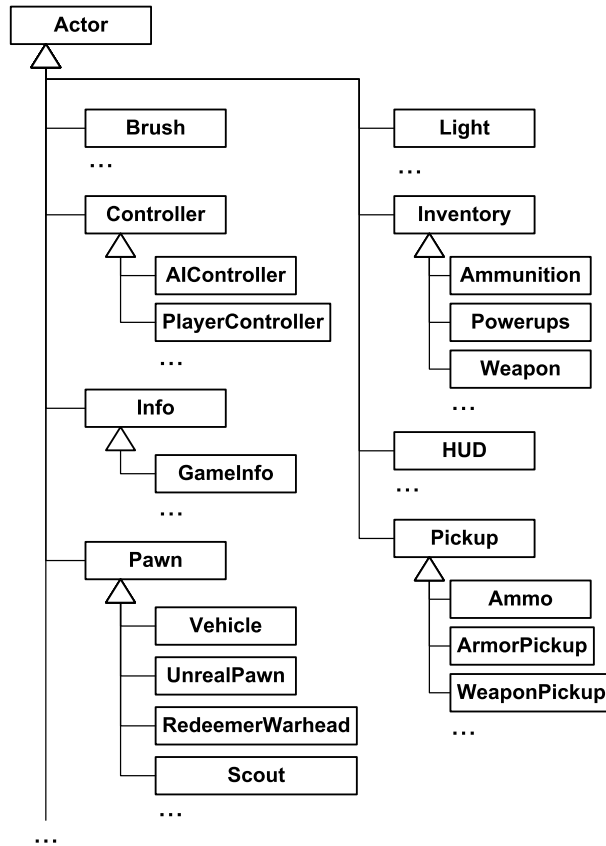 Actor
Brush
...
Controller
AIController
PlayerController
...
Info
GameInfo
...
Pawn
Vehicle
UnrealPawn
RedeemerWarhead
Scout
...
...
Light
...
Inventory
Ammunition
Powerups
Weapon
...
HUD
...
Pickup
Ammo
ArmorPickup
WeaponPickup
...